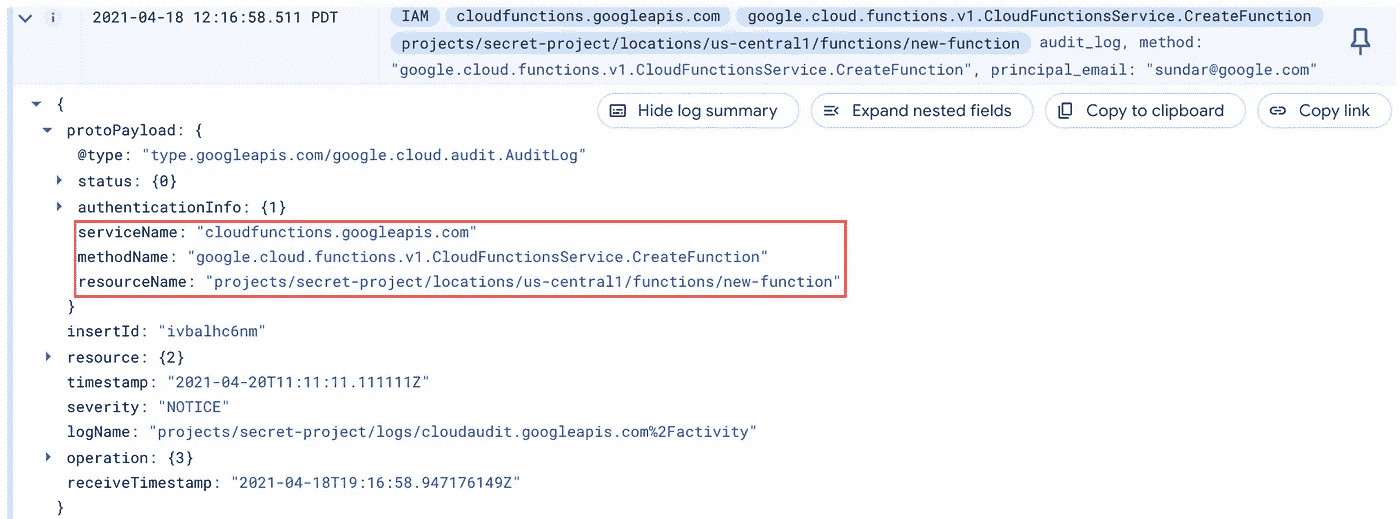 2021-04-18 12:16:58.511 PDT IAM cloudfunctions.googleapis.com google.cloud.functions.v1.CloudFunctionsService.CreateFunction
projects/secret-project/locations/us-central1/functions/new-function audit_log, method:
"google.cloud.functions.v1.CloudFunctionsService.CreateFunction", principal_email: "sundar@google.com"
{
Hide log summary Expand nested fields Copy to clipboard Copy link
protoPayload: {
@type: "type.googleapis.com/google.cloud.audit.AuditLog"
status: {0}
authenticationInfo: {1}
serviceName: "cloudfunctions.googleapis.com"
methodName: "google.cloud.functions.v1.CloudFunctionsService.CreateFunction"
resourceName: "projects/secret-project/locations/us-central1/functions/new-function"
}
insertId: "ivbalhc6nm"
resource: {2}
timestamp: "2021-04-20T11:11:11.111111Z"
severity: "NOTICE"
logName: "projects/secret-project/logs/cloudaudit.googleapis.com%2Factivity"
operation: {3}
receiveTimestamp: "2021-04-18T19:16:58.947176149Z"
}